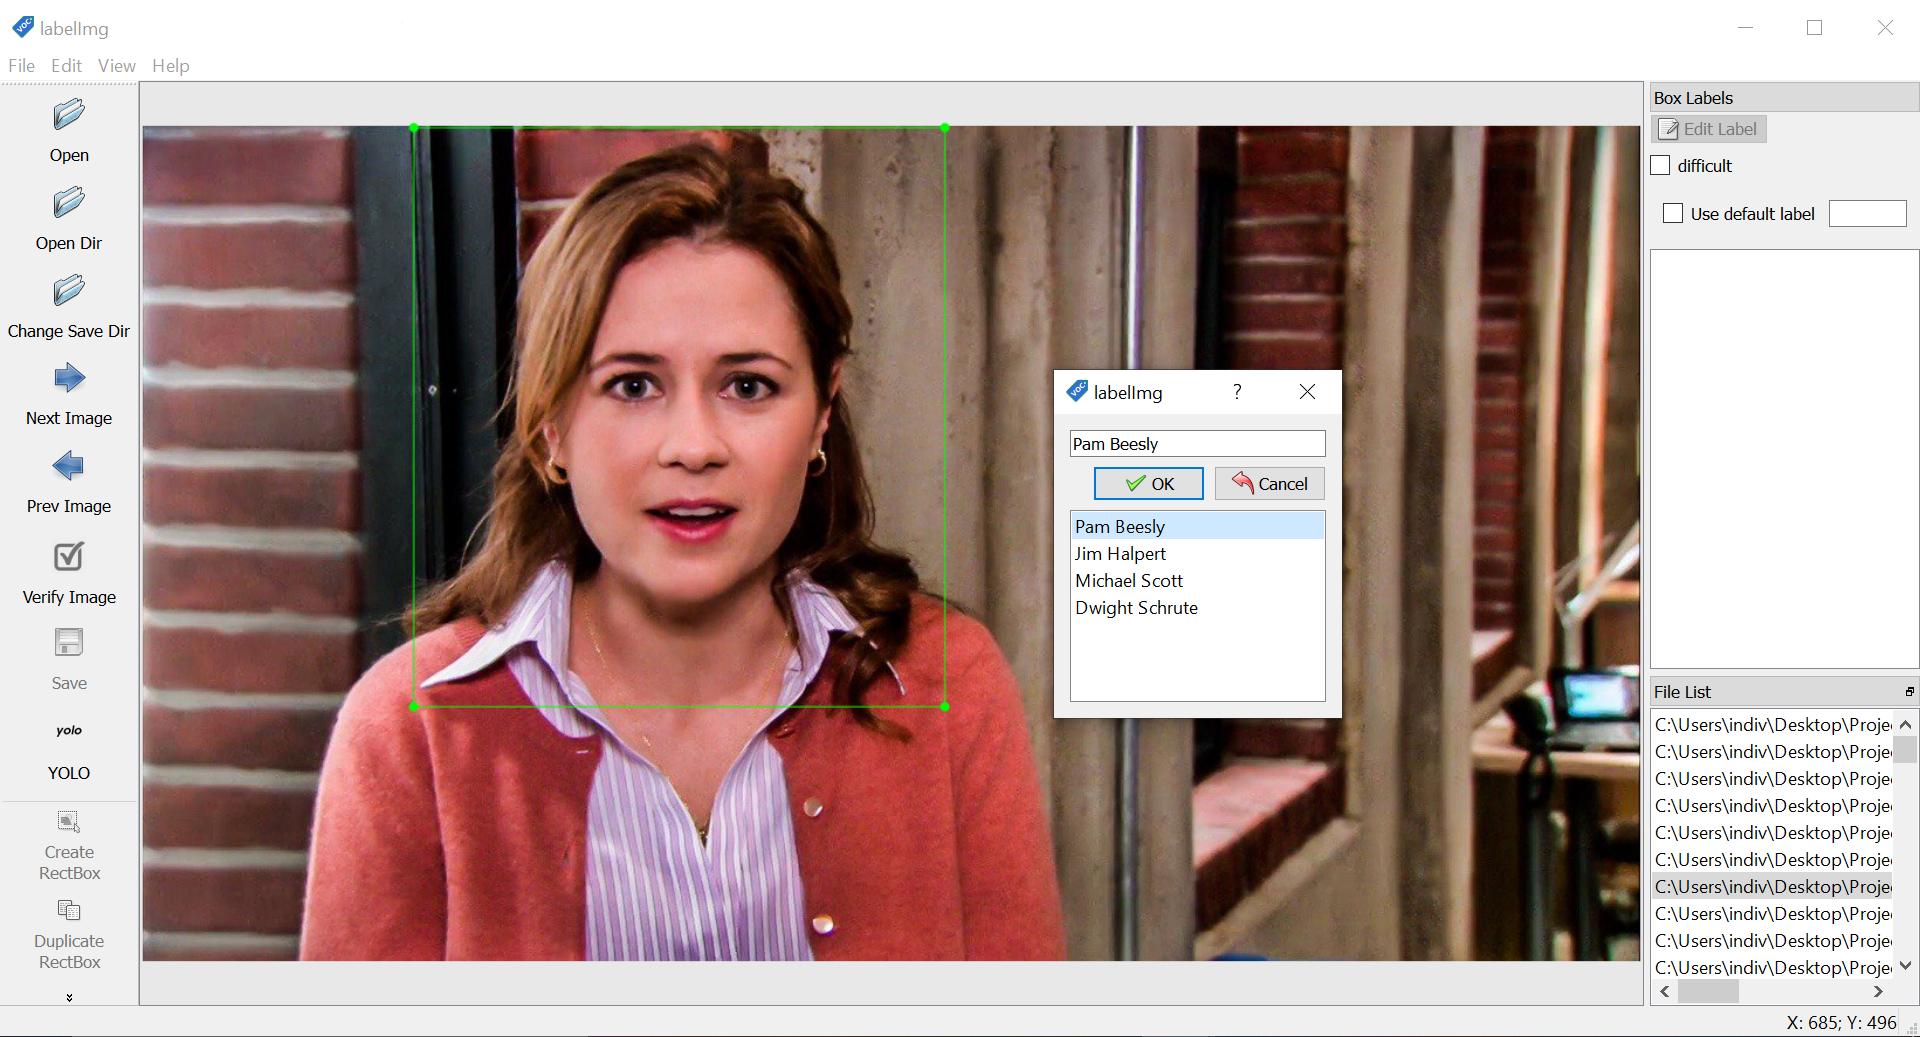 labelImg
File Edit View Help
Open
Open Dir
Change Save Dir
Next Image
Prev Image
Verify Image
Save
yolo
YOLO
Create
RectBox
Duplicate
RectBox
VOC
labelImg
?
Pam Beesly
OK Cancel
Pam Beesly
Jim Halpert
Michael Scott
Dwight Schrute
Box Labels
Edit Label
difficult
Use default label
File List
C:\Users\indiv\Desktop\Proje
C:\Users\indiv\Desktop\Proje
C:\Users\indiv\Desktop\Proje
C:\Users\indiv\Desktop\Proje
C:\Users\indiv\Desktop\Proje
C:\Users\indiv\Desktop\Proje
C:\Users\indiv\Desktop\Proje
C:\Users\indiv\Desktop\Proje
C:\Users\indiv\Desktop\Proje
C:\Users\indiv\Desktop\Proje
X: 685; Y: 496